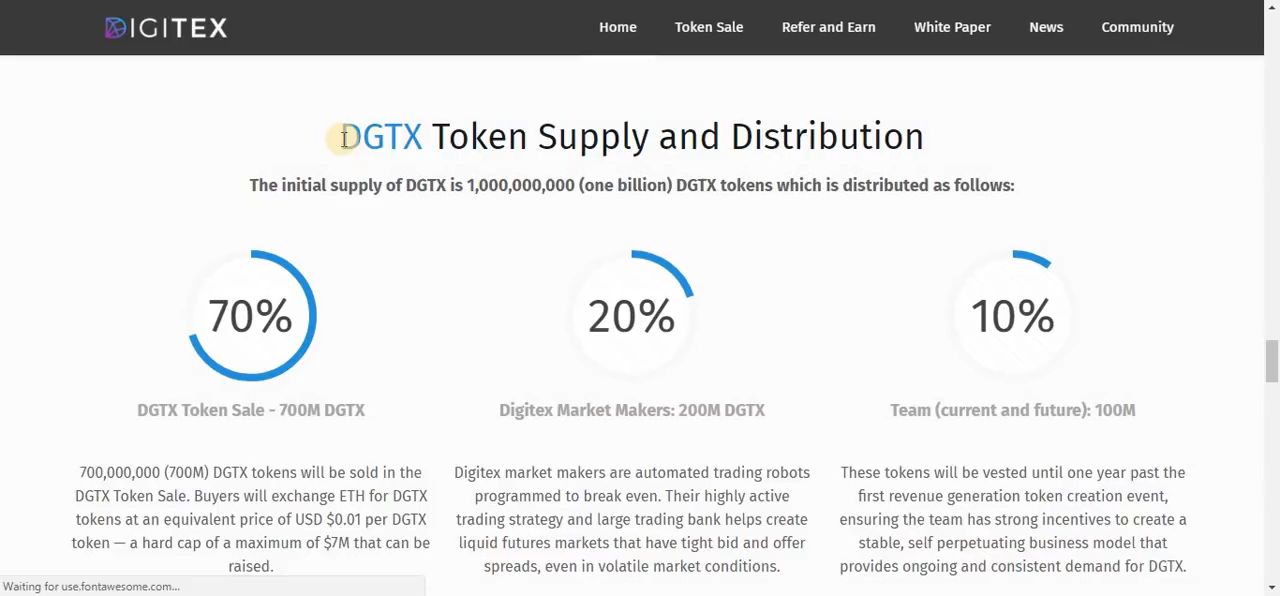 DIGITEX
Home Token Sale Refer and Earn White Paper News Community
DGTX Token Supply and Distribution
The initial supply of DGTX is 1,000,000,000 (one billion) DGTX tokens which is distributed as follows:
70%
DGTX Token Sale - 700M DGTX
700,000,000 (700M) DGTX tokens will be sold in the
DGTX Token Sale. Buyers will exchange ETH for DGTX
tokens at an equivalent price of USD $0.01 per DGTX
token — a hard cap of a maximum of $7M that can be
raised.
20%
Digitex Market Makers: 200M DGTX
Digitex market makers are automated trading robots
programmed to break even. Their highly active
trading strategy and large trading bank helps create
liquid futures markets that have tight bid and offer
spreads, even in volatile market conditions.
10%
Team (current and future): 100M
These tokens will be vested until one year past the
first revenue generation token creation event,
ensuring the team has strong incentives to create a
stable, self perpetuating business model that
provides ongoing and consistent demand for DGTX.
Waiting for use.fontawesome.com...